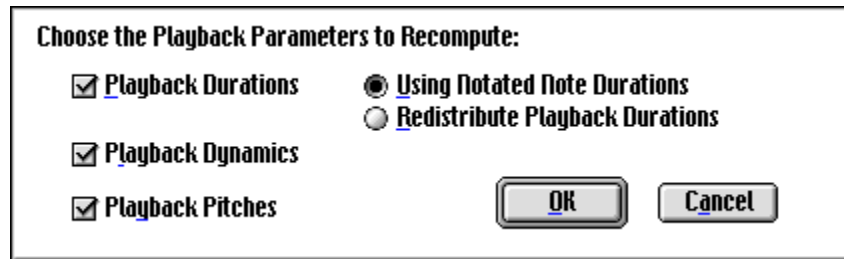 Choose the Playback Parameters to Recompute:
Playback Durations
Using Notated Note Durations
Redistribute Playback Durations
Playback Dynamics
Playback Pitches
OK
Cancel